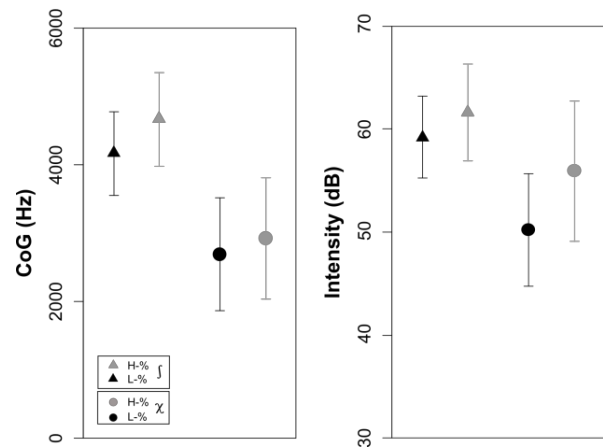 CoG (Hz)
6000
4000
2000
0
H-% ʃ
L-%
H-% χ
L-%
Intensity (dB)
70
60
50
40
30